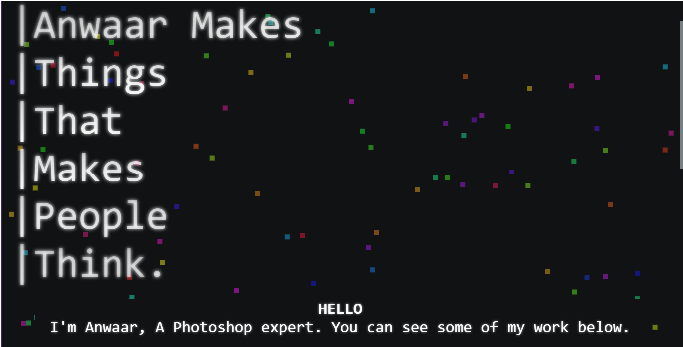 |Anwaar Makes
|Things
|That
|Makes
|People
|Think.
HELLO
I'm Anwaar, A Photoshop expert. You can see some of my work below.